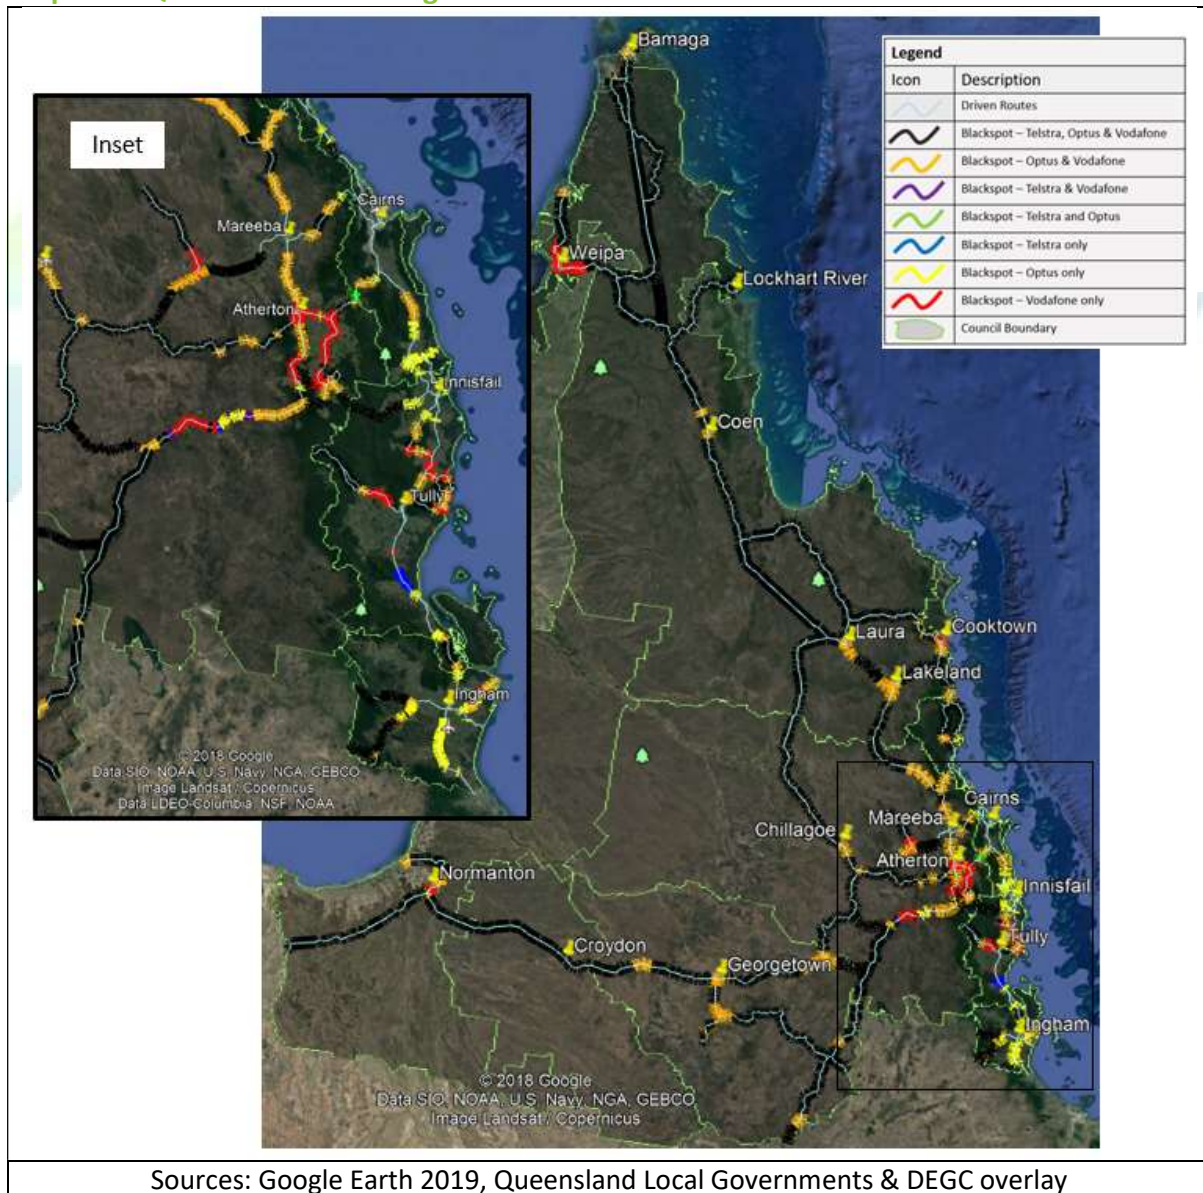 Legend
Icon Description
Driven Routes
Blackspot – Telstra, Optus & Vodafone
Blackspot – Optus & Vodafone
Blackspot – Telstra & Vodafone
Blackspot – Telstra and Optus
Blackspot – Telstra only
Blackspot – Optus only
Blackspot – Vodafone only
Council Boundary
Inset
Cairns
Mareeba
Atherton
Innisfail
Tully
Ingham
© 2018 Google
Data SIO, NOAA, U.S. Navy, NGA, GEBCO
Image Landsat / Copernicus
Data LDEO-Columbia, NSF, NOAA
Bamaga
Weipa
Lockhart River
Coen
Laura
Cooktown
Lakeland
Cairns
Mareeba
Chillagoe
Atherton
Innisfail
Normanton
Tully
Croydon
Georgetown
Ingham
© 2018 Google
Data SIO, NOAA, U.S. Navy, NGA, GEBCO
Image Landsat / Copernicus
Sources: Google Earth 2019, Queensland Local Governments & DEGC overlay